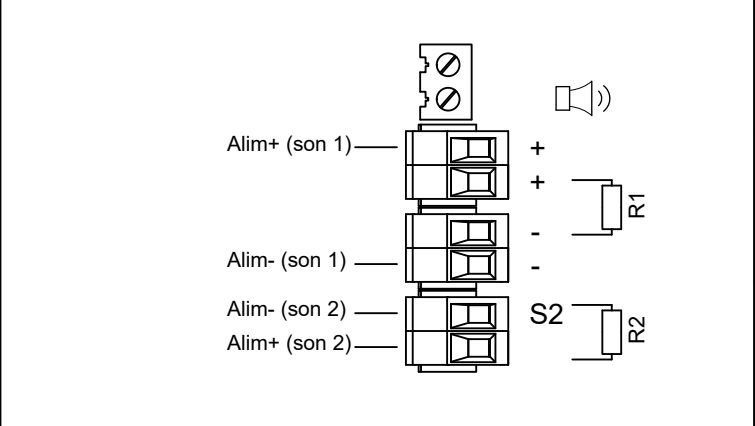 Alim+ (son 1)
+
+
R1
-
Alim- (son 1)
-
Alim- (son 2)
S2
R2
Alim+ (son 2)